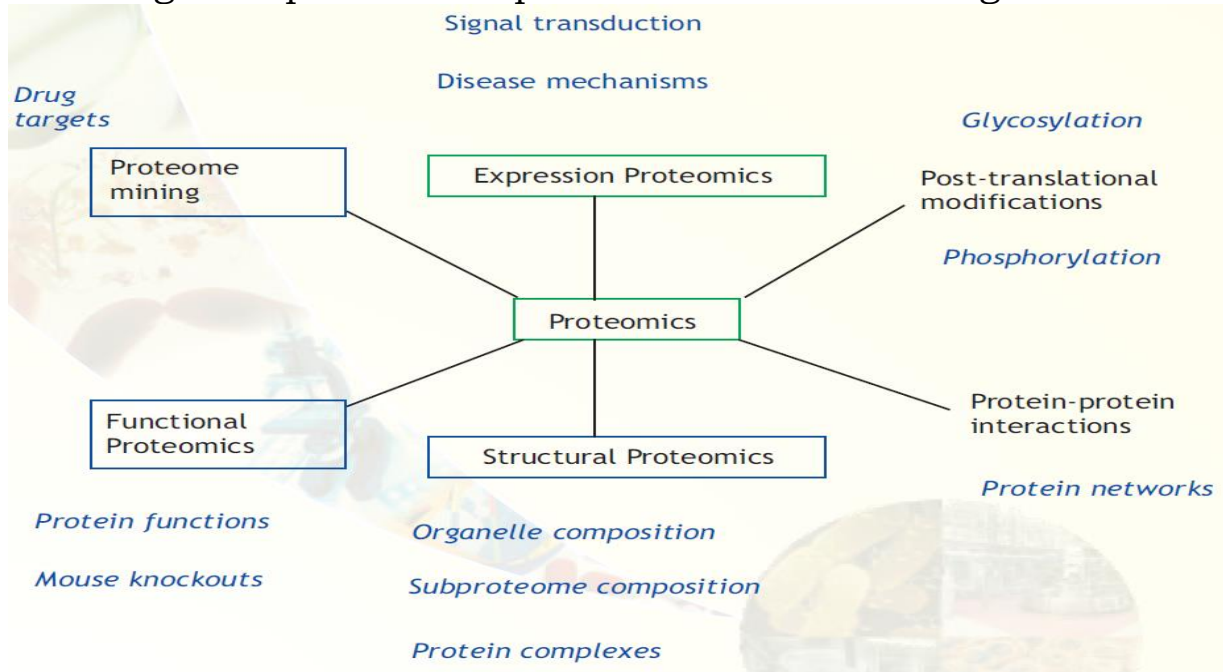 Signal transduction
Disease mechanisms
Drug
targets
Glycosylation
Proteome
mining
Expression Proteomics
Post-translational
modifications
Phosphorylation
Proteomics
Functional
Proteomics
Structural Proteomics
Protein-protein
interactions
Protein networks
Protein functions
Organelle composition
Mouse knockouts
Subproteome composition
Protein complexes